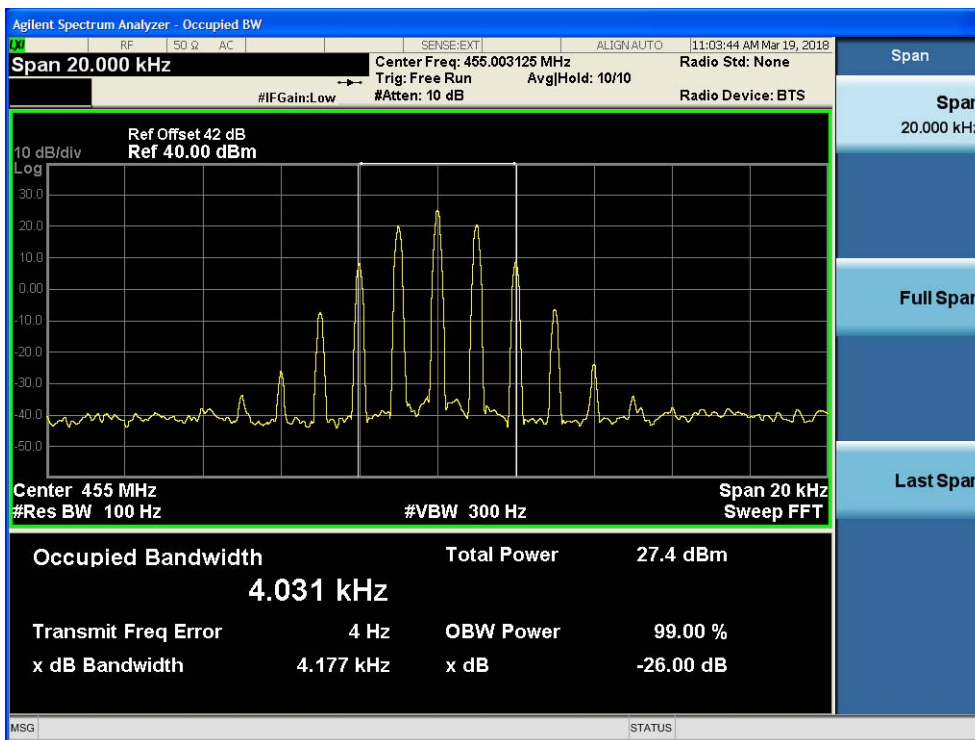 Agilent Spectrum Analyzer - Occupied BW
LXI RF 50 Ω AC SENSE:EXT ALIGN AUTO 11:03:44 AM Mar 19, 2018
Span 20.000 kHz
Center Freq: 455.003125 MHz
Radio Std: None
Trig: Free Run Avg|Hold: 10/10
#IFGain:Low
#Atten: 10 dB
Radio Device: BTS
Ref Offset 42 dB
10 dB/div Ref 40.00 dBm
Log
30.0
20.0
10.0
0.00
-10.0
-20.0
-30.0
-40.0
-50.0
Center 455 MHz Span 20 kHz
#Res BW 100 Hz #VBW 300 Hz Sweep FFT
Occupied Bandwidth Total Power 27.4 dBm
4.031 kHz
Transmit Freq Error 4 Hz OBW Power 99.00 %
x dB Bandwidth 4.177 kHz x dB -26.00 dB
MSG STATUS
Span
Span
20.000 kHz
Full Span
Last Span